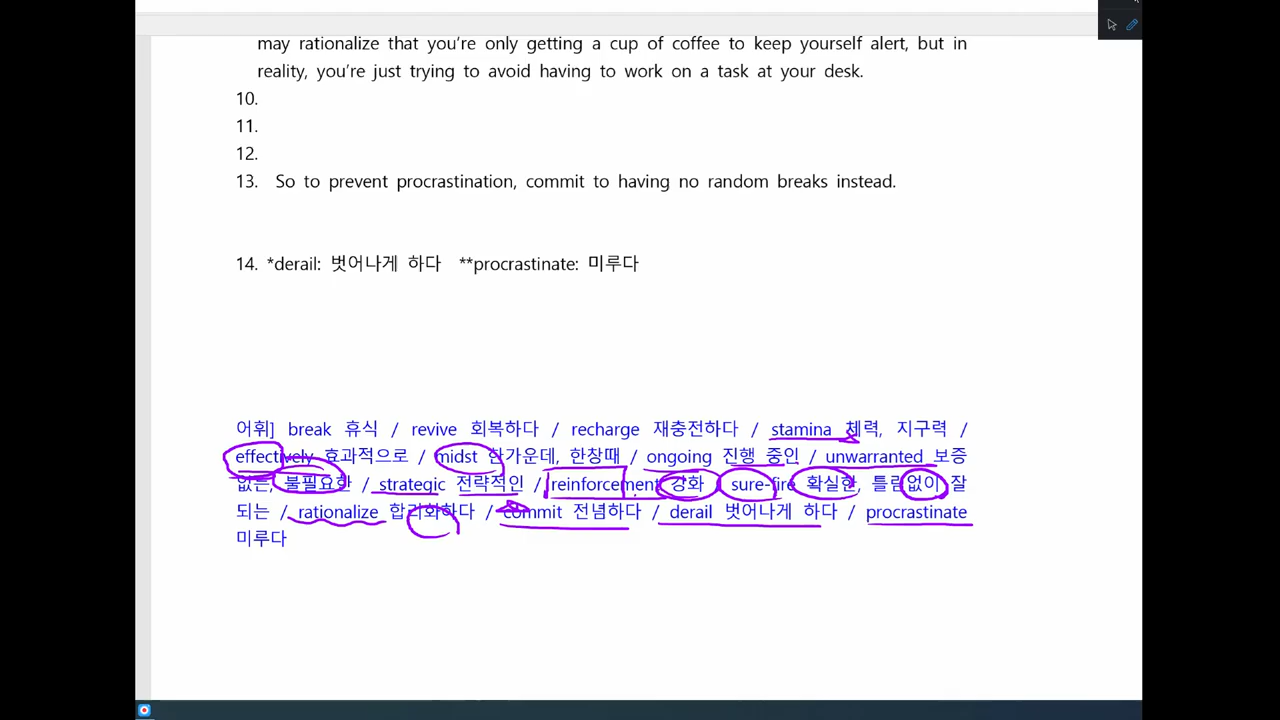 may rationalize that you're only getting a cup of coffee to keep yourself alert, but in
reality, you're just trying to avoid having to work on a task at your desk.
10.
11.
12.
13. So to prevent procrastination, commit to having no random breaks instead.
14. *derail: 벗어나게 하다 **procrastinate: 미루다
어휘] break 휴식 / revive 회복하다 / recharge 재충전하다 / stamina 체력, 지구력 /
effectively 효과적으로 / midst 한가운데, 한창때 / ongoing 진행 중인 / unwarranted 보증
없는, 불필요한 / strategic 전략적인 / reinforcement 강화 / sure-fire 확실한, 틀림 없이 잘
되는 / rationalize 합리화하다 / commit 전념하다 / derail 벗어나게 하다 / procrastinate
미루다